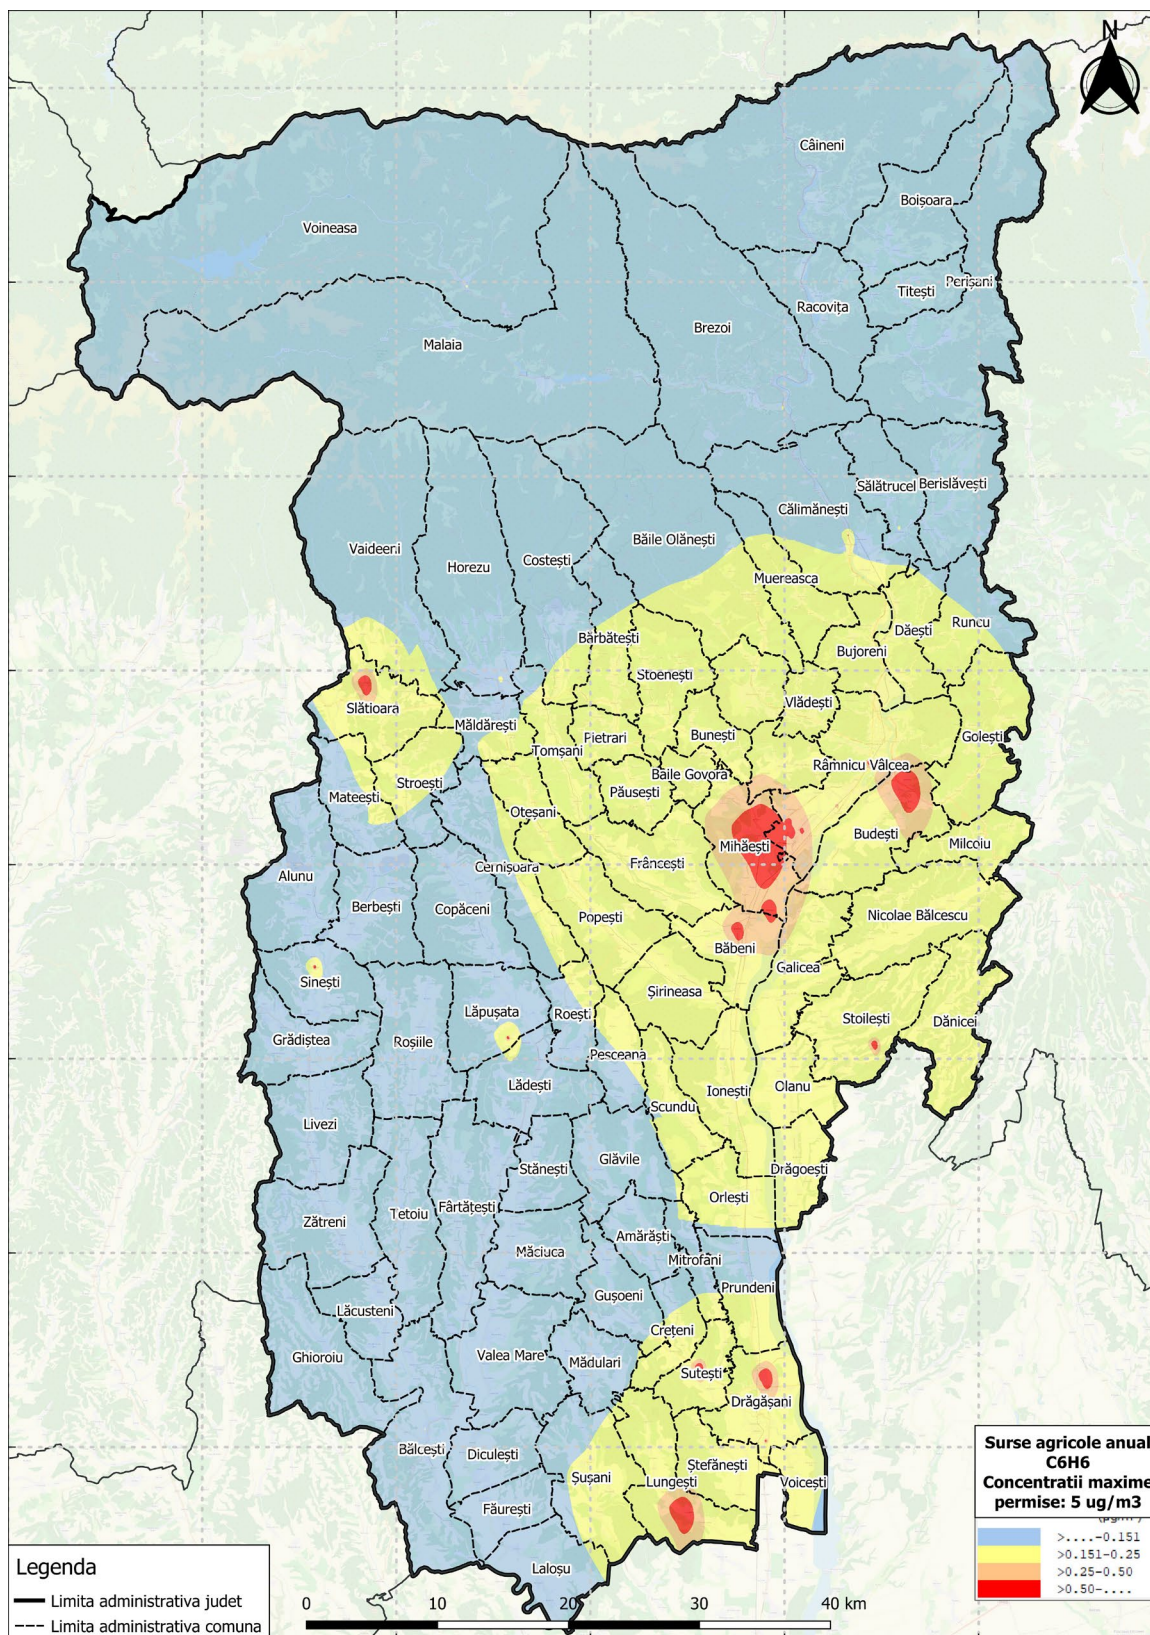 N
Câineni
Boișoara
Voineasa
Perișani
Titești
Racovița
Brezoi
Malaia
Sălătrucel
Berislăvești
Călimănești
Băile Olănești
Vaideeni
Costești
Horezu
Muereasca
Runcu
Dăești
Bărbătești
Bujoreni
Stoenești
Vlădești
Slătioara
Măldărești
Bunești
Pietrari
Golești
Tomșani
Râmnicu Vâlcea
Băile Govora
Stroești
Păusești
Mateești
Oteșani
Budești
Mihăești
Milcoiu
Frâncești
Cernișoara
Alunu
Berbești
Copăceni
Popești
Nicolae Bălcescu
Băbeni
Galicea
Sinești
Șirineasa
Lăpușata
Roești
Stoilești
Dănicei
Grădiștea
Roșiile
Pesceana
Lădești
Olanu
Ionești
Scundu
Livezi
Glăvile
Stănești
Drăgoești
Orlești
Fârtățești
Tetoiu
Zătreni
Amărăști
Măciuca
Mitrofani
Prundeni
Gușoeni
Lăcusteni
Crețeni
Ghioroiu
Valea Mare
Mădulari
Sutești
Drăgășani
Bălcești
Diculești
Ștefănești
Șușani
Lungești
Voicești
Făurești
Lalosu
Surse agricole anual
C6H6
Concentratii maxime
permise: 5 ug/m3
>....-0.151
>0.151-0.25
>0.25-0.50
>0.50-....
Legenda
Limita administrativa judet
Limita administrativa comuna
0 10 20 30 40 km